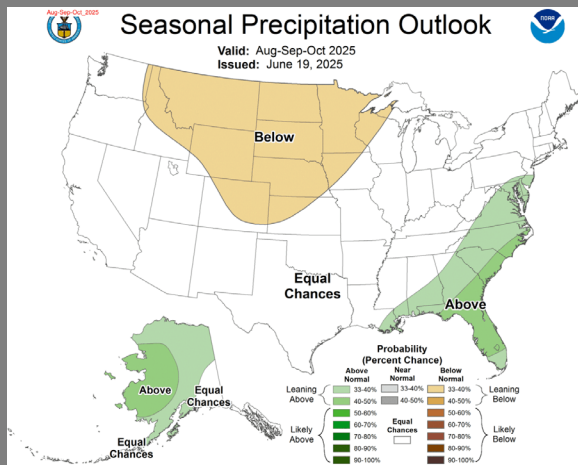 Aug-Sep-Oct 2025
Seasonal Precipitation Outlook
NOAA
Valid: Aug-Sep-Oct 2025
Issued: June 19, 2025
Below
Equal
Chances
Above
Above
Equal
Chances
Equal
Chances
Probability
(Percent Chance)
Above
Normal
Near
Normal
Below
Normal
Leaning
Above
33-40%
40-50%
33-40%
40-50%
33-40%
40-50%
Leaning
Below
Likely
Above
50-60%
60-70%
70-80%
80-90%
90-100%
Equal
Chances
50-60%
60-70%
70-80%
80-90%
90-100%
Likely
Below